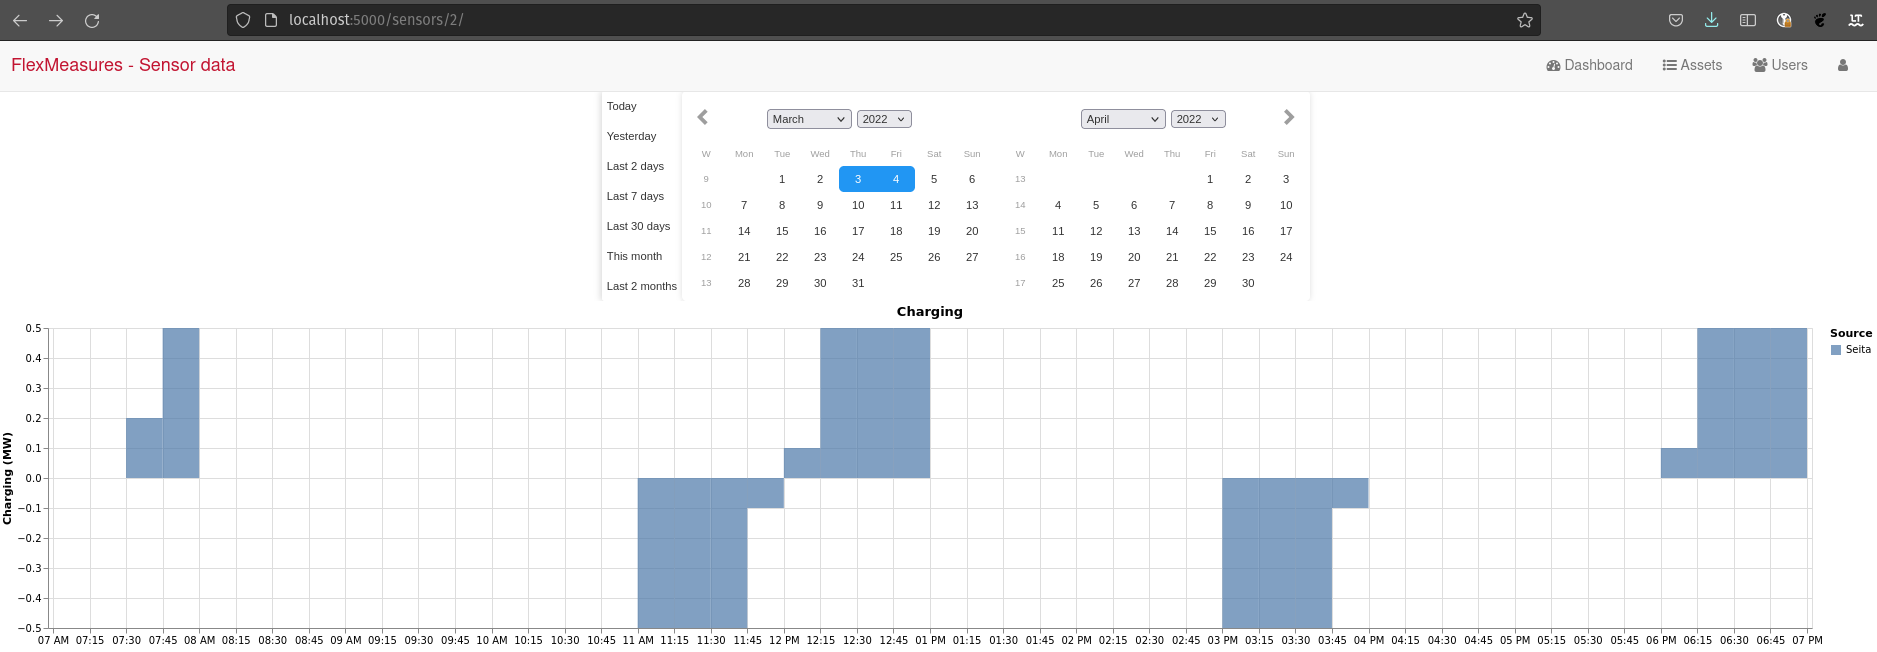 localhost:5000/sensors/2/
FlexMeasures - Sensor data
Dashboard
Assets
Users
Today
Yesterday
Last 2 days
Last 7 days
Last 30 days
This month
Last 2 months
March 2022
W Mon Tue Wed Thu Fri Sat Sun
9 1 2 3 4 5 6
10 7 8 9 10 11 12 13
11 14 15 16 17 18 19 20
12 21 22 23 24 25 26 27
13 28 29 30 31
April 2022
W Mon Tue Wed Thu Fri Sat Sun
13 1 2 3
14 4 5 6 7 8 9 10
15 11 12 13 14 15 16 17
16 18 19 20 21 22 23 24
17 25 26 27 28 29 30
Charging
Charging (MW)
0.5
0.4
0.3
0.2
0.1
0.0
−0.1
−0.2
−0.3
−0.4
−0.5
07 AM 07:15 07:30 07:45 08 AM 08:15 08:30 08:45 09 AM 09:15 09:30 09:45 10 AM 10:15 10:30 10:45 11 AM 11:15 11:30 11:45 12 PM 12:15 12:30 12:45 01 PM 01:15 01:30 01:45 02 PM 02:15 02:30 02:45 03 PM 03:15 03:30 03:45 04 PM 04:15 04:30 04:45 05 PM 05:15 05:30 05:45 06 PM 06:15 06:30 06:45 07 PM
Source
Seita
LT